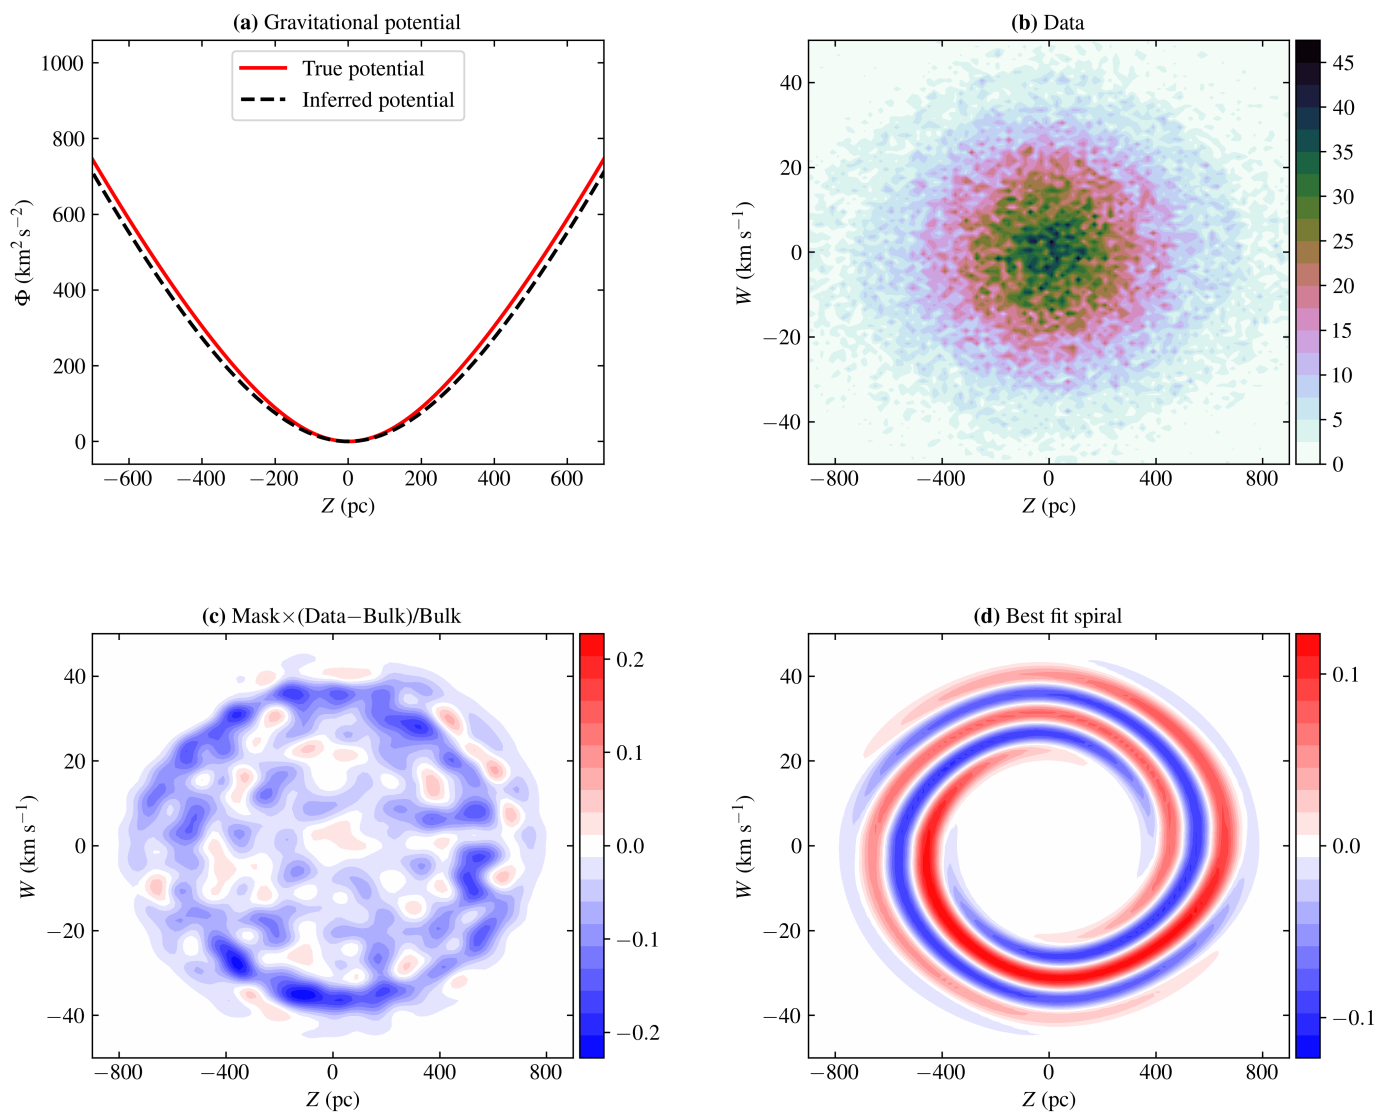 (a) Gravitational potential
True potential
Inferred potential
1000
800
600
400
200
0
Φ (km² s⁻²)
−600 −400 −200 0 200 400 600
Z (pc)
(b) Data
40
20
0
−20
−40
W (km s⁻¹)
−800 −400 0 400 800
Z (pc)
45
40
35
30
25
20
15
10
5
0
(c) Mask×(Data−Bulk)/Bulk
40
20
0
−20
−40
W (km s⁻¹)
−800 −400 0 400 800
Z (pc)
0.2
0.1
0.0
−0.1
−0.2
(d) Best fit spiral
40
20
0
−20
−40
W (km s⁻¹)
−800 −400 0 400 800
Z (pc)
0.1
0.0
−0.1